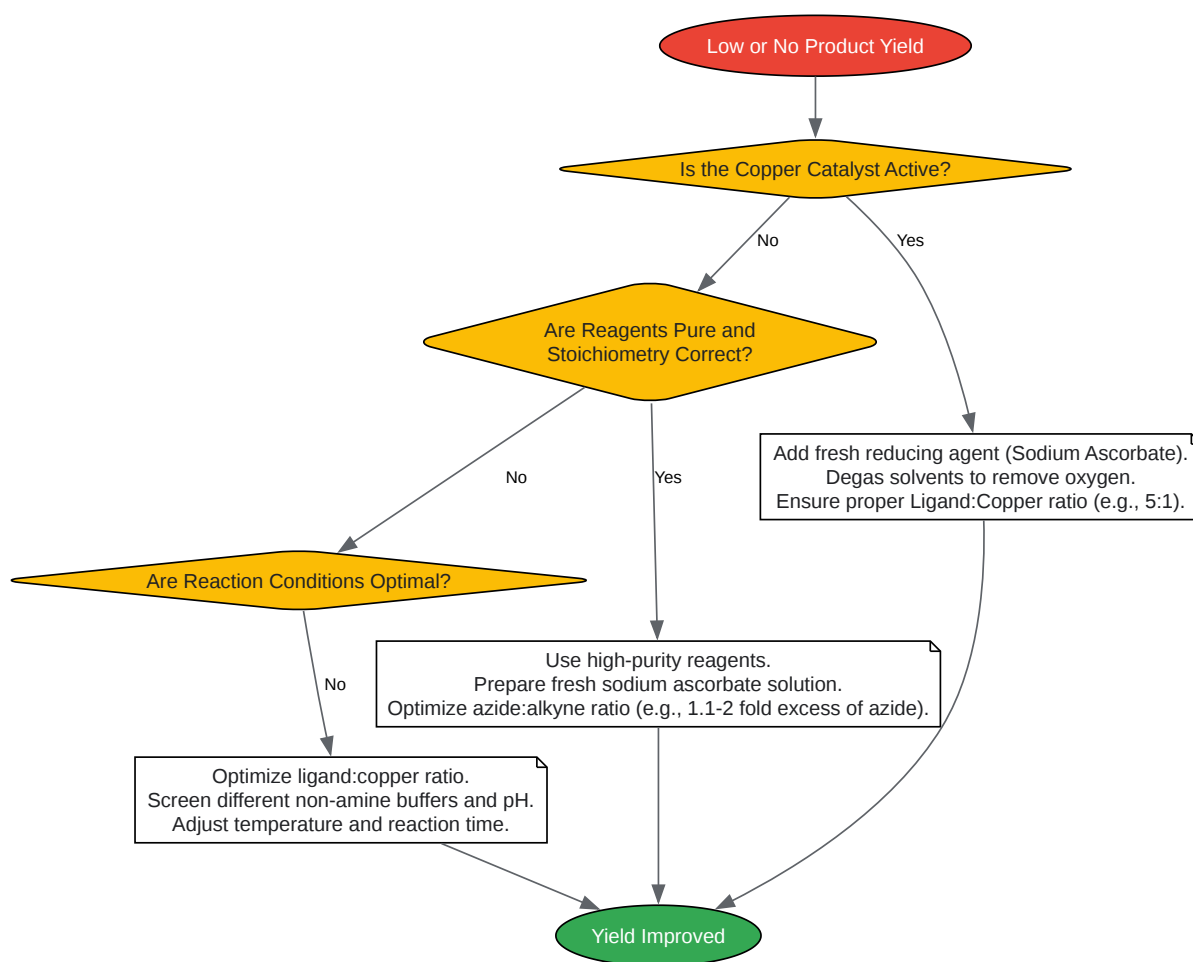 Low or No Product Yield
Is the Copper Catalyst Active?
No
Yes
Are Reagents Pure and
Stoichiometry Correct?
Add fresh reducing agent (Sodium Ascorbate).
Degas solvents to remove oxygen.
Ensure proper Ligand:Copper ratio (e.g., 5:1).
No
Yes
Are Reaction Conditions Optimal?
Use high-purity reagents.
Prepare fresh sodium ascorbate solution.
Optimize azide:alkyne ratio (e.g., 1.1-2 fold excess of azide).
No
Optimize ligand:copper ratio.
Screen different non-amine buffers and pH.
Adjust temperature and reaction time.
Yield Improved